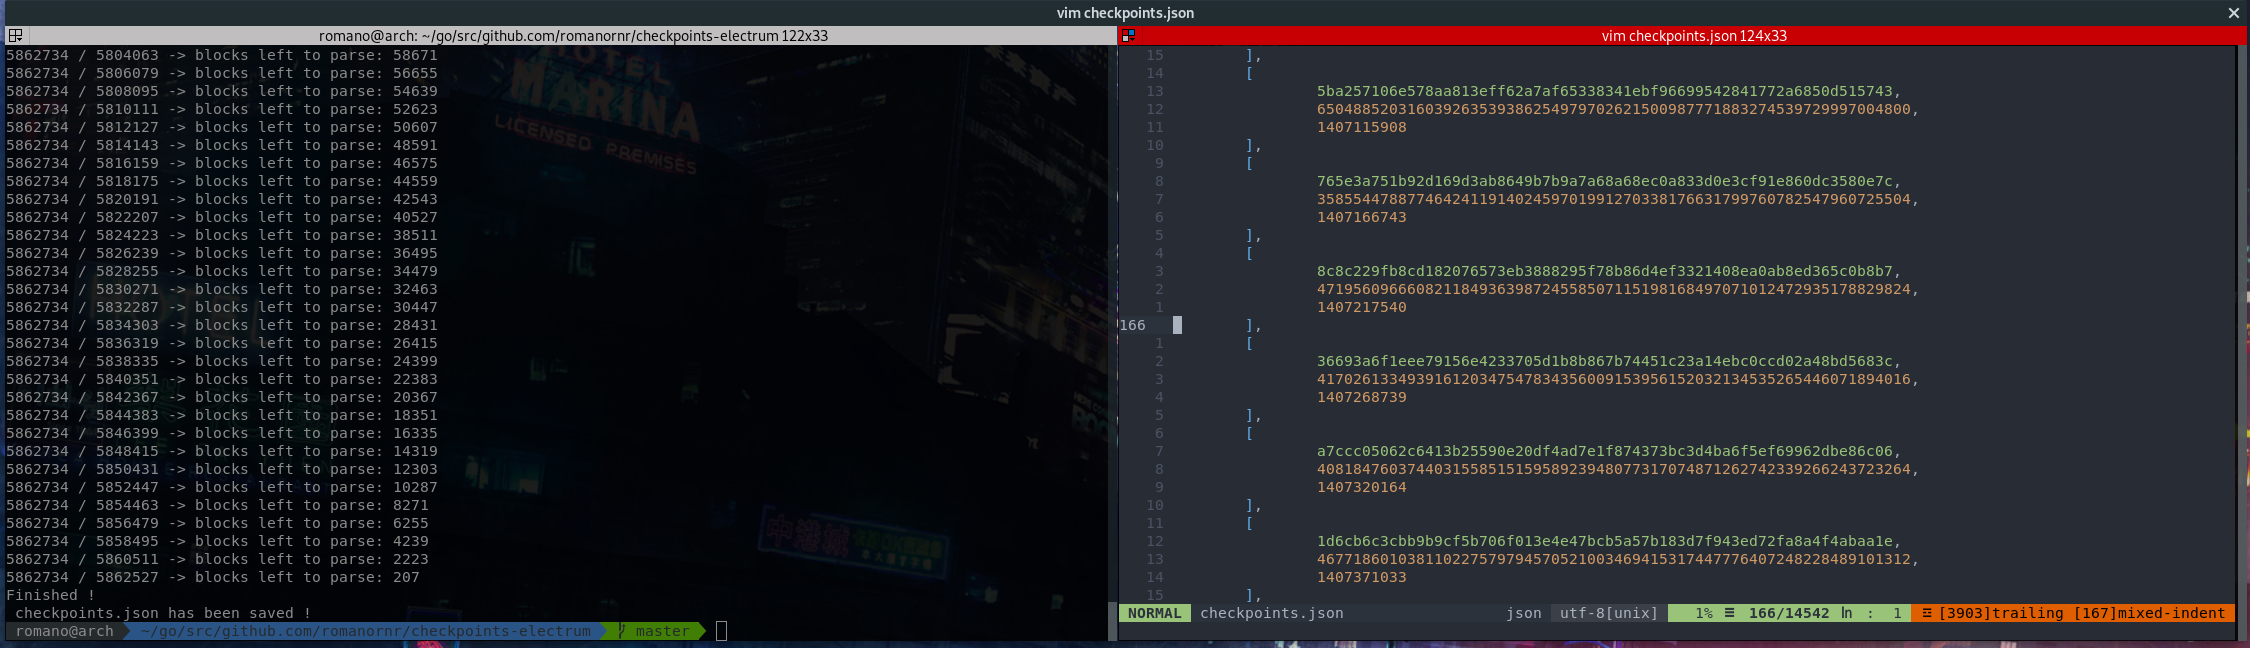 vim checkpoints.json
romano@arch: ~/go/src/github.com/romanornr/checkpoints-electrum 122x33
5862734 / 5804063 -> blocks left to parse: 58671
5862734 / 5806079 -> blocks left to parse: 56655
5862734 / 5808095 -> blocks left to parse: 54639
5862734 / 5810111 -> blocks left to parse: 52623
5862734 / 5812127 -> blocks left to parse: 50607
5862734 / 5814143 -> blocks left to parse: 48591
5862734 / 5816159 -> blocks left to parse: 46575
5862734 / 5818175 -> blocks left to parse: 44559
5862734 / 5820191 -> blocks left to parse: 42543
5862734 / 5822207 -> blocks left to parse: 40527
5862734 / 5824223 -> blocks left to parse: 38511
5862734 / 5826239 -> blocks left to parse: 36495
5862734 / 5828255 -> blocks left to parse: 34479
5862734 / 5830271 -> blocks left to parse: 32463
5862734 / 5832287 -> blocks left to parse: 30447
5862734 / 5834303 -> blocks left to parse: 28431
5862734 / 5836319 -> blocks left to parse: 26415
5862734 / 5838335 -> blocks left to parse: 24399
5862734 / 5840351 -> blocks left to parse: 22383
5862734 / 5842367 -> blocks left to parse: 20367
5862734 / 5844383 -> blocks left to parse: 18351
5862734 / 5846399 -> blocks left to parse: 16335
5862734 / 5848415 -> blocks left to parse: 14319
5862734 / 5850431 -> blocks left to parse: 12303
5862734 / 5852447 -> blocks left to parse: 10287
5862734 / 5854463 -> blocks left to parse: 8271
5862734 / 5856479 -> blocks left to parse: 6255
5862734 / 5858495 -> blocks left to parse: 4239
5862734 / 5860511 -> blocks left to parse: 2223
5862734 / 5862527 -> blocks left to parse: 207
Finished !
checkpoints.json has been saved !
romano@arch ~/go/src/github.com/romanornr/checkpoints-electrum master
HOTEL
MARINA
LICENSED PREMISES
vim checkpoints.json 124x33
15 ],
14 [
13 5ba257106e578aa813eff62a7af65338341ebf96699542841772a6850d515743,
12 6504885203160392635393862549797026215009877718832745397299970048​00,
11 1407115908
10 ],
9 [
8 765e3a751b92d169d3ab8649b7b9a7a68a68ec0a833d0e3cf91e860dc3580e7c,
7 358554478877464241191402459701991270338176631799760782547960725504,
6 1407166743
5 ],
4 [
3 8c8c229fb8cd182076573eb3888295f78b86d4ef3321408ea0ab8ed365c0b8b7,
2 471956096660821184936398724558507115198168497071012472935178829824,
1 1407217540
166 ],
1 [
2 36693a6f1eee79156e4233705d1b8b867b74451c23a14ebc0ccd02a48bd5683c,
3 417026133493916120347547834356009153956152032134535265446071894016,
4 1407268739
5 ],
6 [
7 a7ccc05062c6413b25590e20df4ad7e1f874373bc3d4ba6f5ef69962dbe86c06,
8 408184760374403155851515958923948077317074871262742339266243723264,
9 1407320164
10 ],
11 [
12 1d6cb6c3cbb9b9cf5b706f013e4e47bcb5a57b183d7f943ed72fa8a4f4abaa1e,
13 467718601038110227579794570521003469415317447776407248228489101312,
14 1407371033
15 ],
NORMAL checkpoints.json json utf-8[unix] 1% ☰ 166/14542 ㏑ : 1 ☲ [3903]trailing [167]mixed-indent